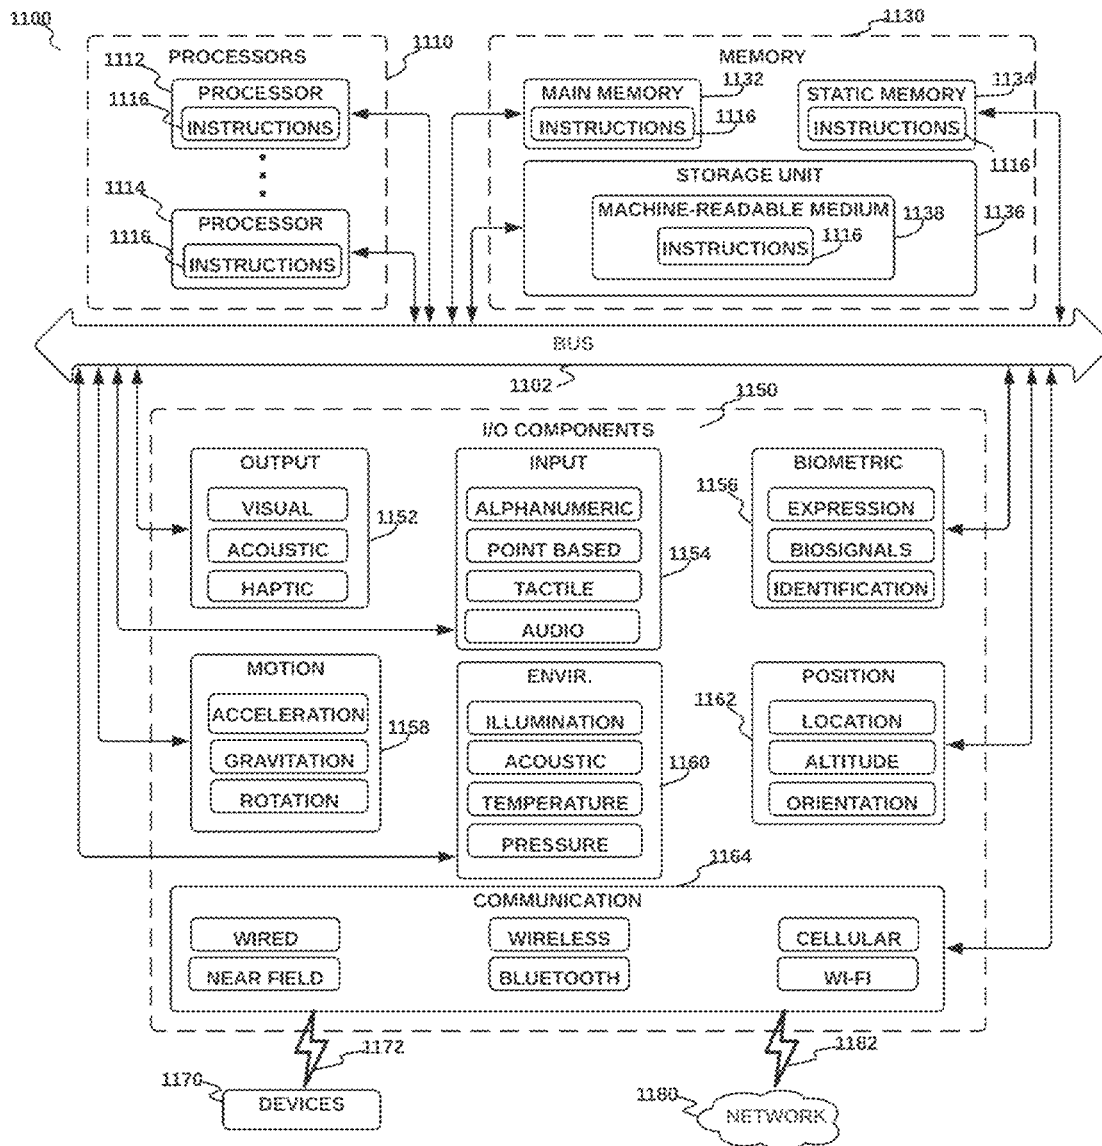 1100
1130
PROCESSORS
1110
MEMORY
1112
PROCESSOR
1116
INSTRUCTIONS
MAIN MEMORY
1132
INSTRUCTIONS
1116
STATIC MEMORY
1134
INSTRUCTIONS
1116
1114
PROCESSOR
1116
INSTRUCTIONS
STORAGE UNIT
MACHINE-READABLE MEDIUM
1138
1136
INSTRUCTIONS
1116
BUS
1102
1150
I/O COMPONENTS
OUTPUT
VISUAL
ACOUSTIC
HAPTIC
1152
INPUT
ALPHANUMERIC
POINT BASED
TACTILE
AUDIO
1154
BIOMETRIC
1156
EXPRESSION
BIOSIGNALS
IDENTIFICATION
MOTION
ACCELERATION
GRAVITATION
ROTATION
1158
ENVIR.
ILLUMINATION
ACOUSTIC
TEMPERATURE
PRESSURE
1160
POSITION
1162
LOCATION
ALTITUDE
ORIENTATION
1164
COMMUNICATION
WIRED
WIRELESS
CELLULAR
NEAR FIELD
BLUETOOTH
WI-FI
1172
1182
1170
DEVICES
1180
NETWORK